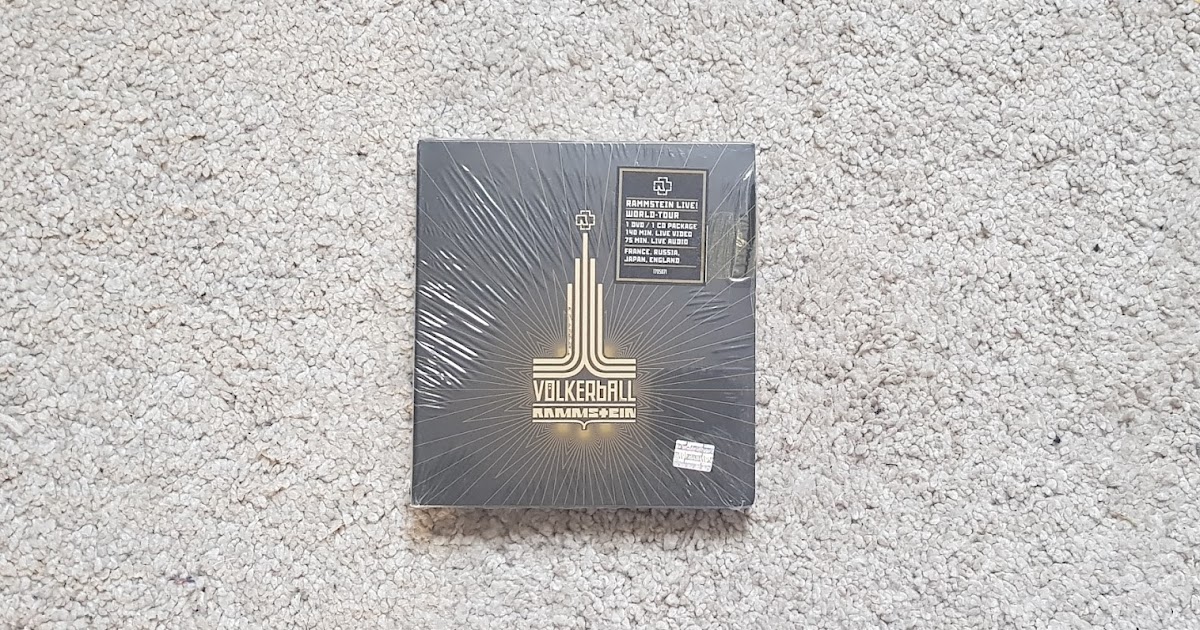 RAMMSTEIN LIVE!
WORLD-TOUR
1 DVD / 1 CD PACKAGE
140 MIN. LIVE VIDEO
75 MIN. LIVE AUDIO
FRANCE, RUSSIA,
JAPAN, ENGLAND
VÖLKERbALL
RAMMSTEIN